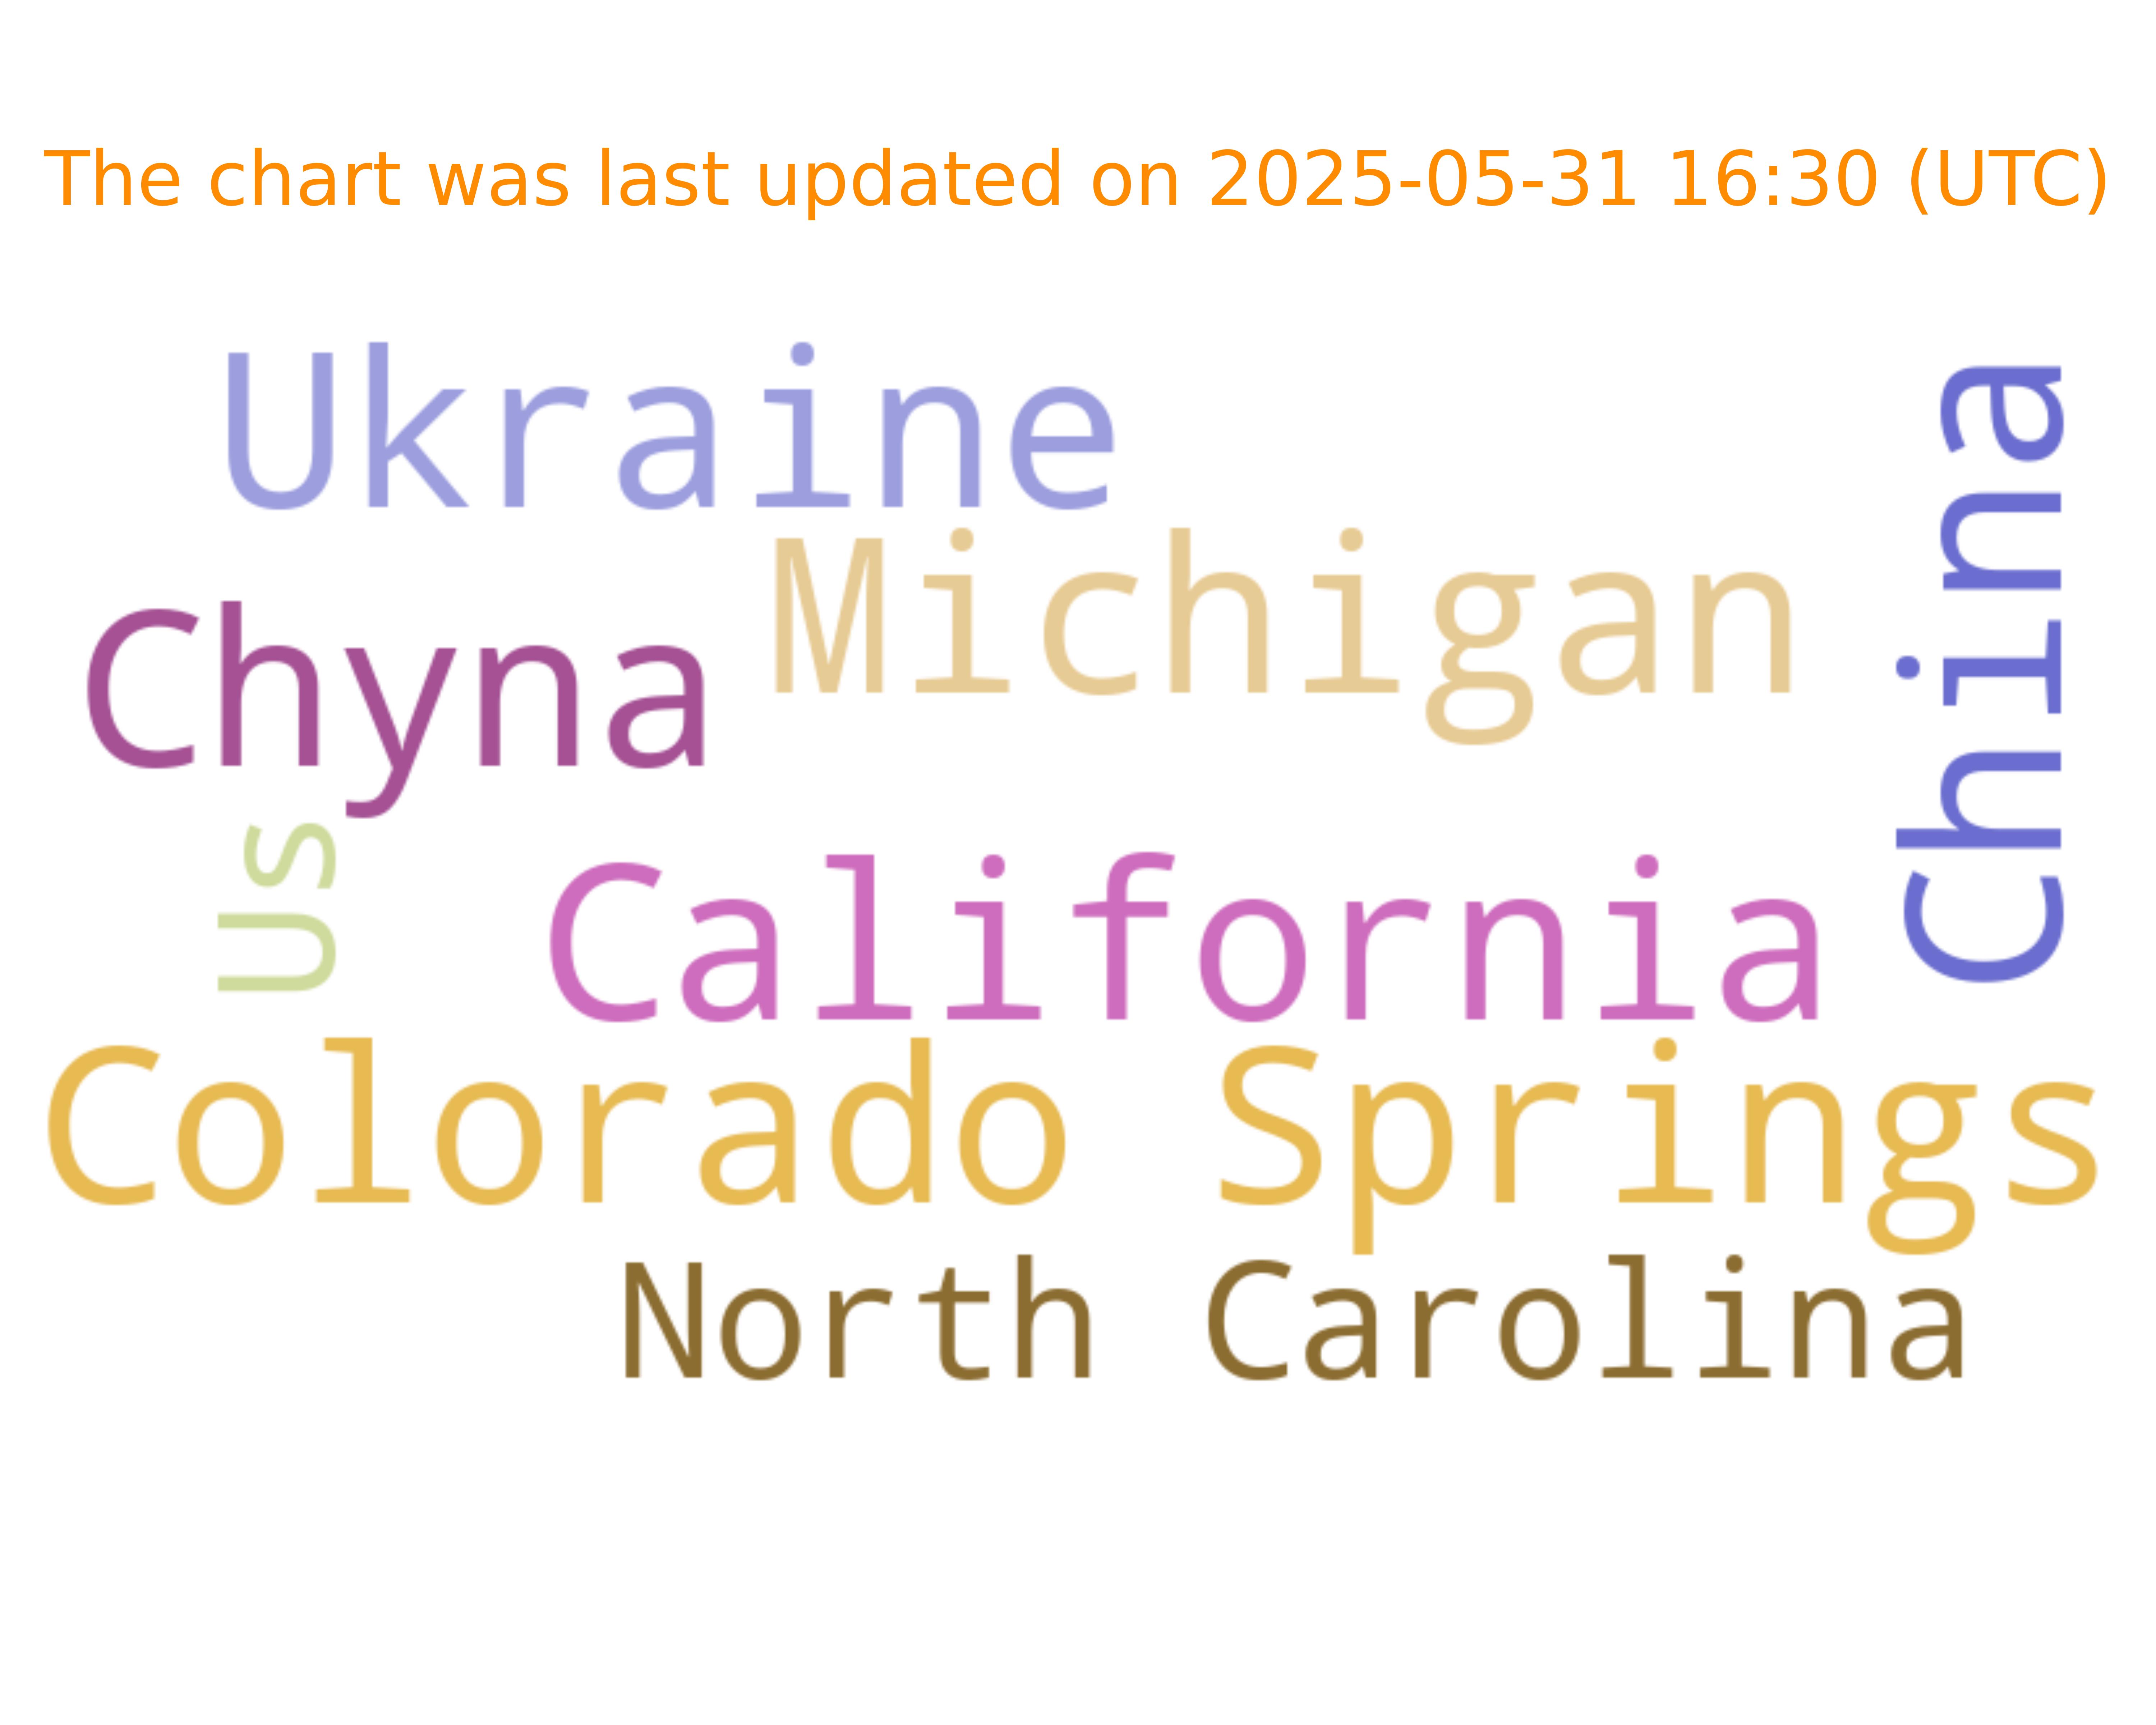 The chart was last updated on 2025-05-31 16:30 (UTC)
Ukraine
China
Michigan
Chyna
Us
California
Colorado Springs
North Carolina